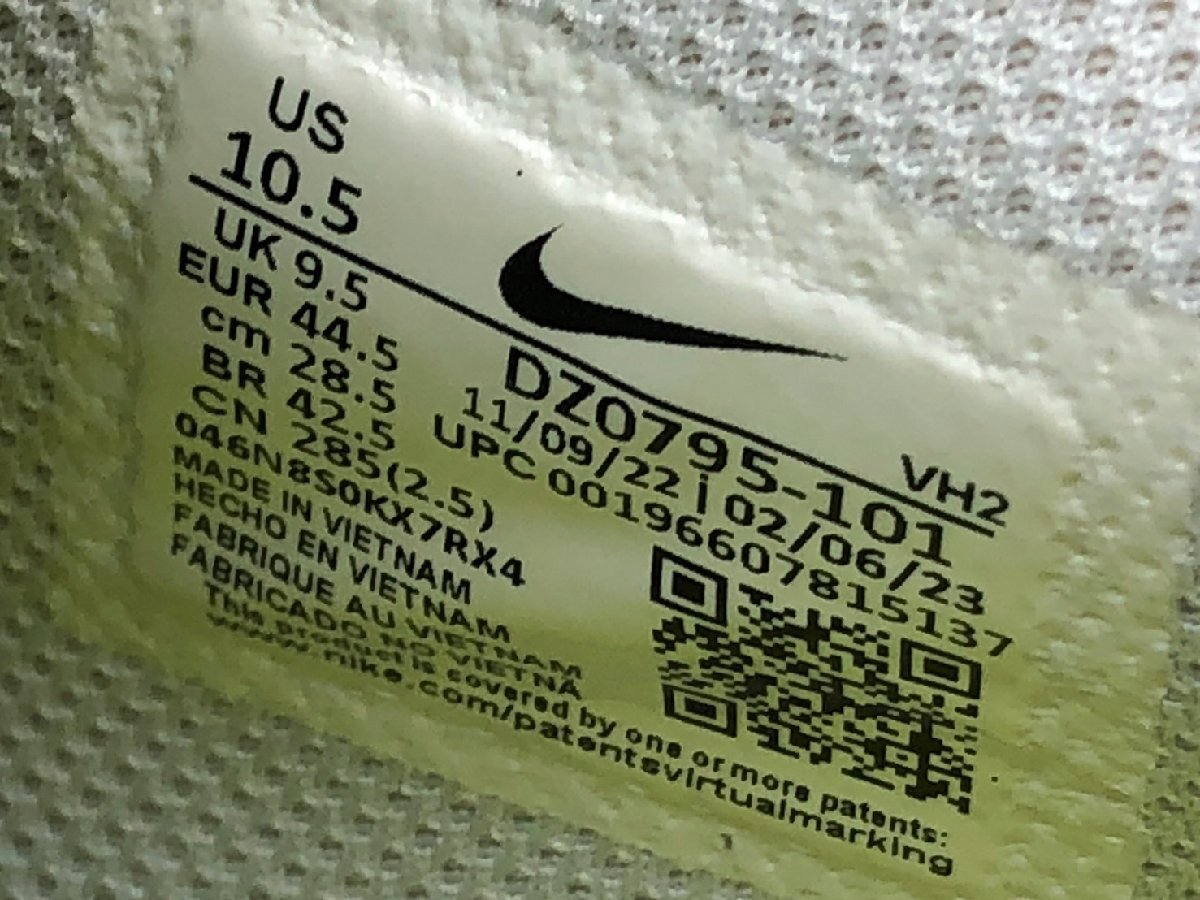 US
10.5
VH2
UK 9.5
EUR 44.5
cm 28.5
BR 42.5
CN 285(2.5)
DZ0795-101
11/09/22 | 02/06/23
UPC 00196607815137
046N8S0KX7RX4
MADE IN VIETNAM
HECHO EN VIETNAM
FABRIQUE AU VIETNAM
FABRICADO NO VIETNA
This product is covered by one or more patents:
www.nike.com/patentsvirtualmarking